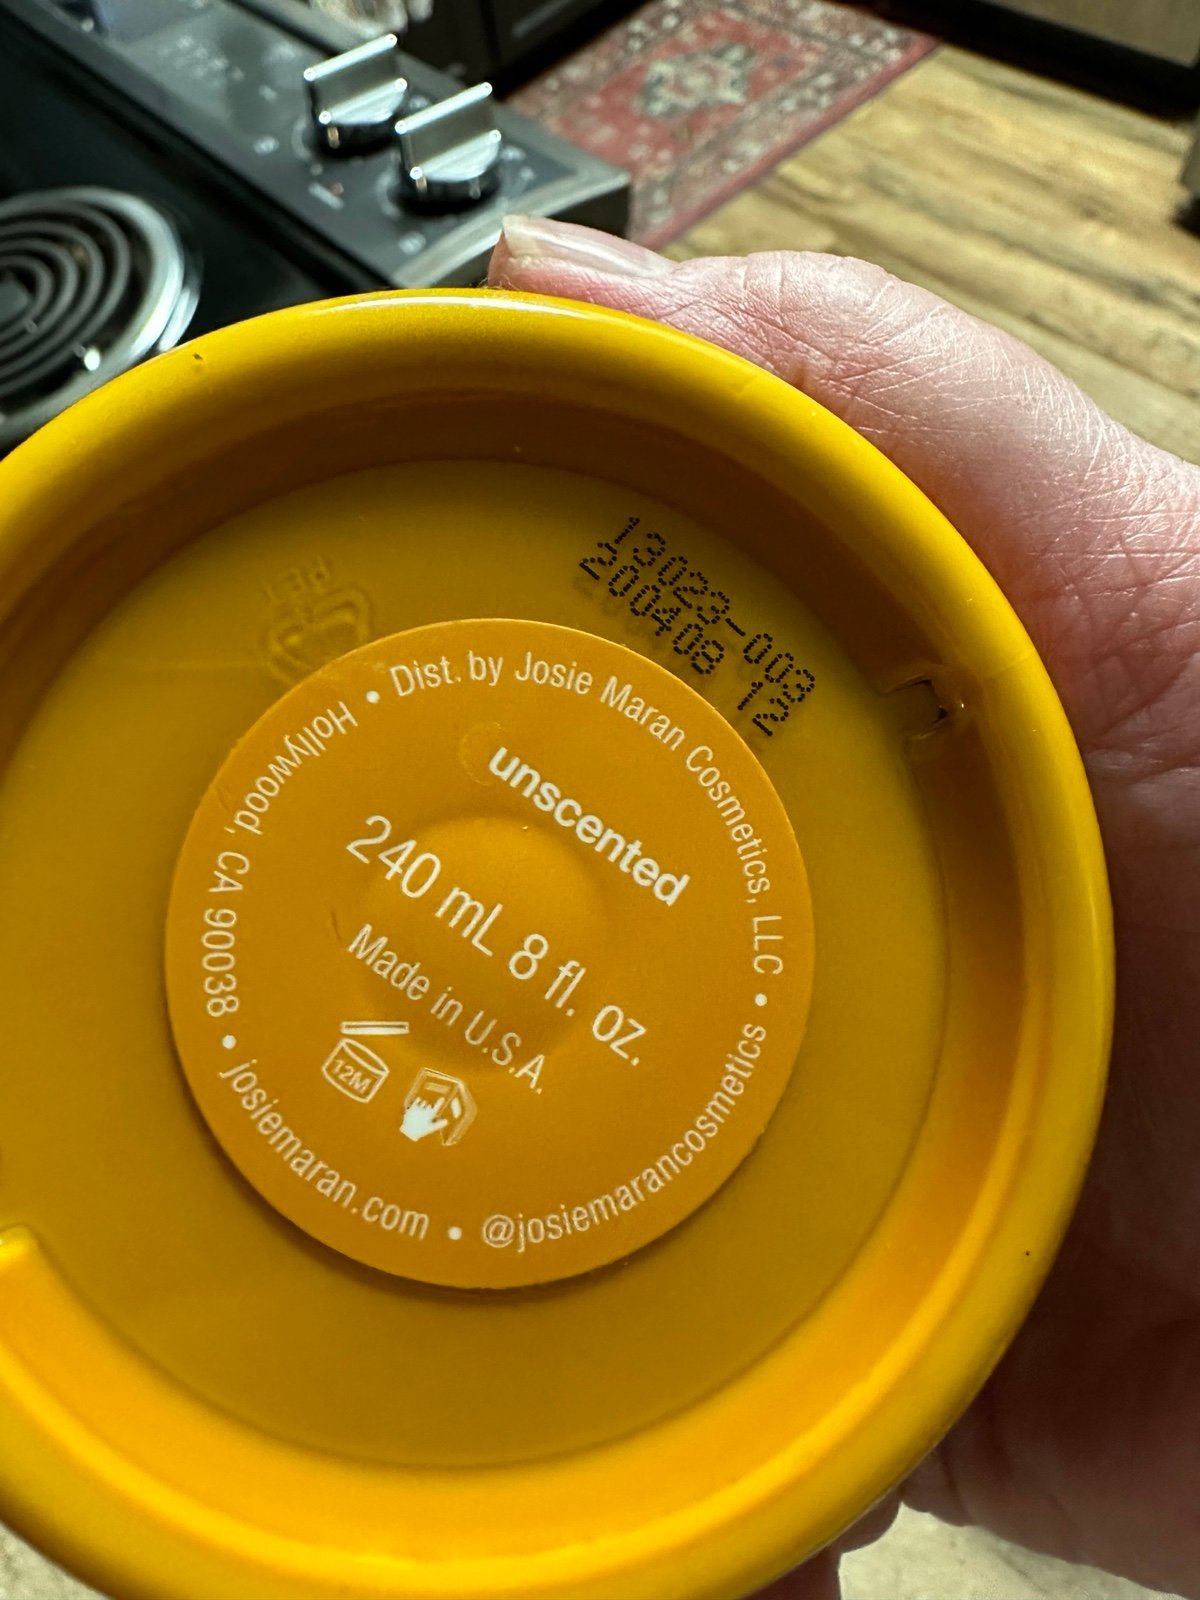 13023-003
200408 12
Dist. by Josie Maran Cosmetics, LLC • @josiemarancosmetics • josiemaran.com • Hollywood, CA 90038 •
unscented
240 mL 8 fl. oz.
Made in U.S.A.
12M